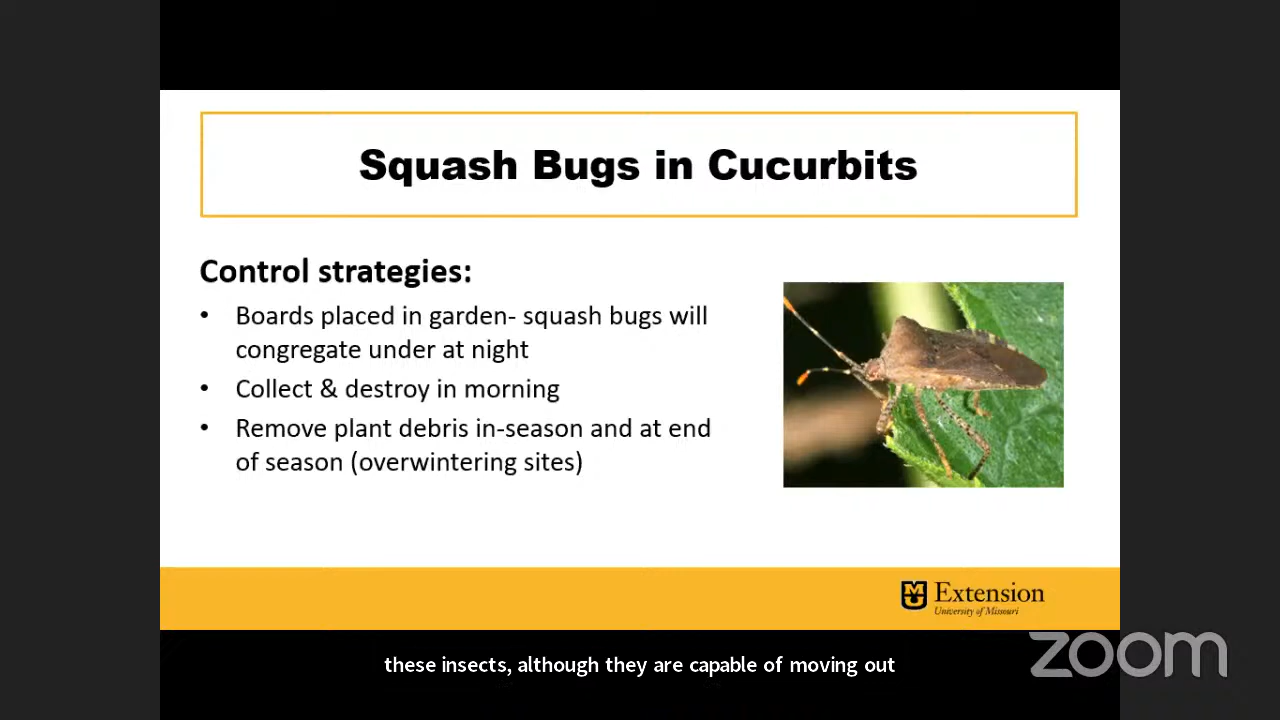 Squash Bugs in Cucurbits
Control strategies:
• Boards placed in garden- squash bugs will
congregate under at night
• Collect & destroy in morning
• Remove plant debris in-season and at end
of season (overwintering sites)
MU Extension
University of Missouri
these insects, although they are capable of moving out
zoom